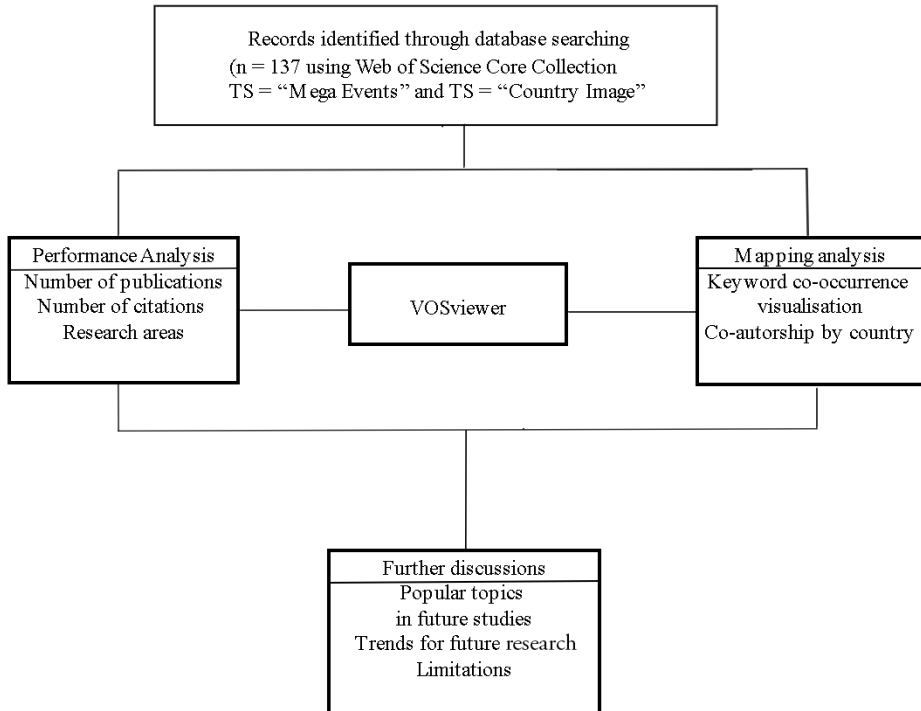 Records identified through database searching
(n = 137 using Web of Science Core Collection
TS = “Mega Events” and TS = “Country Image”
Performance Analysis
Number of publications
Number of citations
Research areas
VOSviewer
Mapping analysis
Keyword co-occurrence
visualisation
Co-autorship by country
Further discussions
Popular topics
in future studies
Trends for future research
Limitations